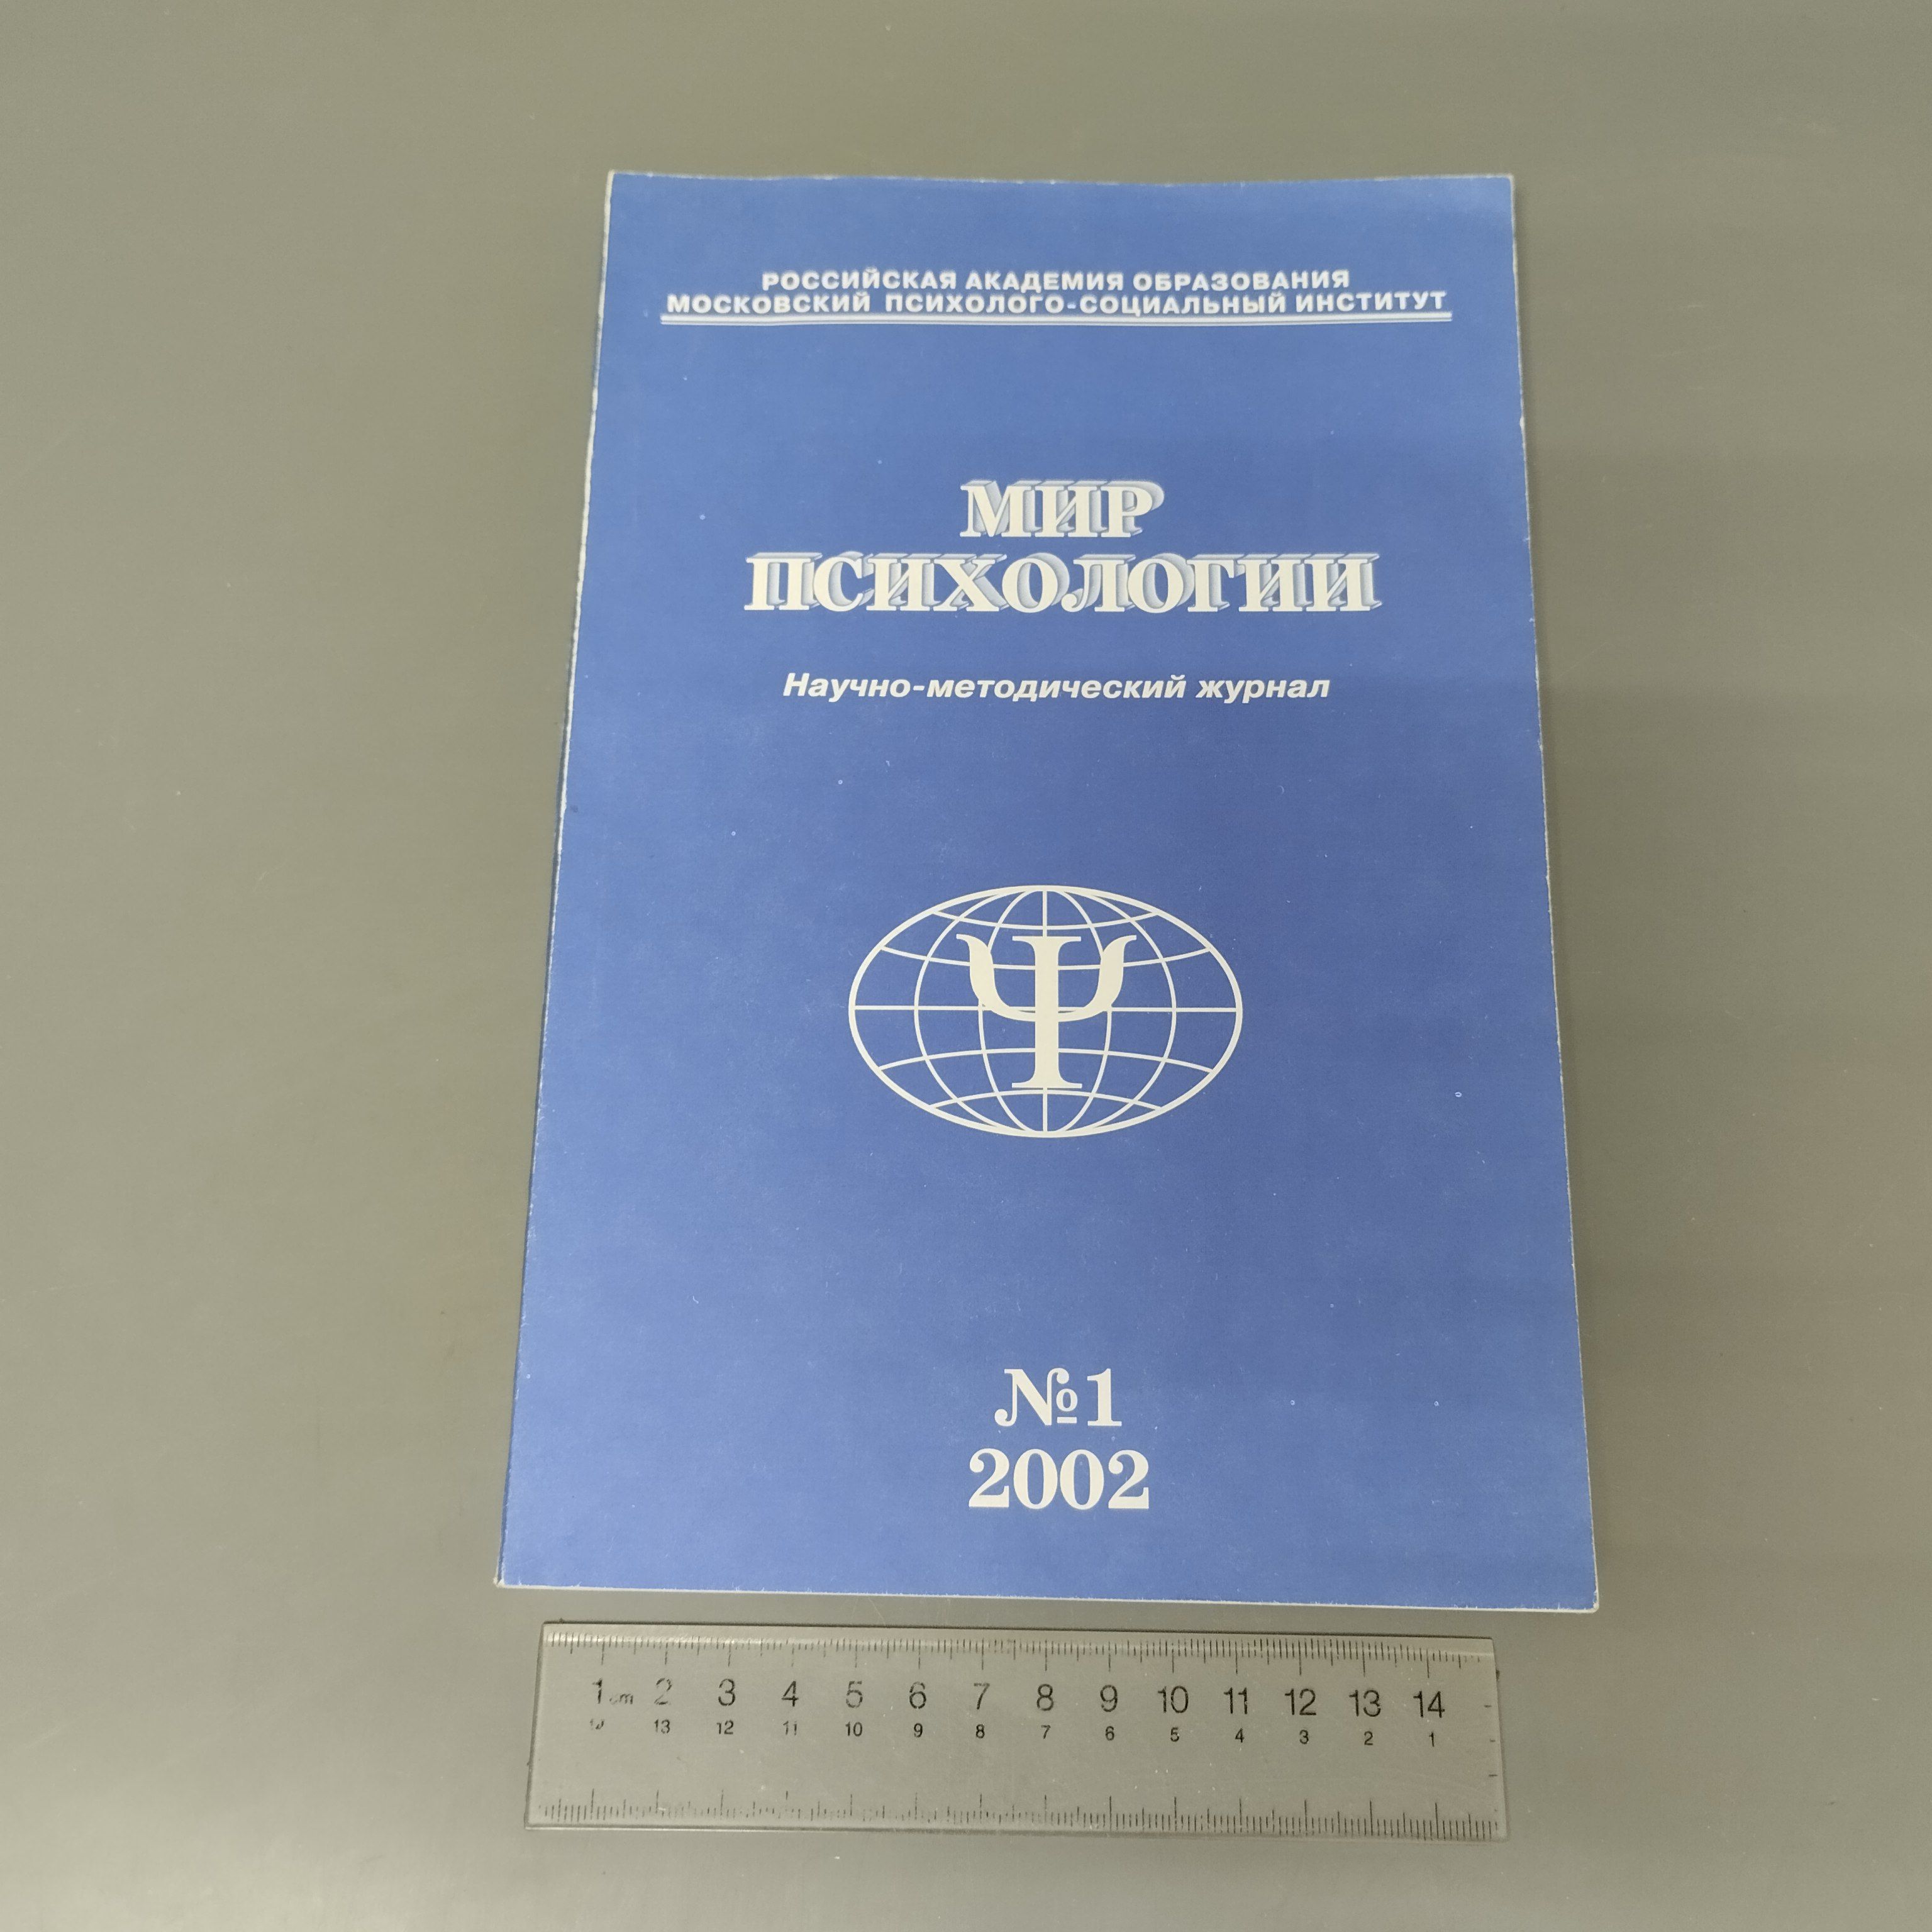 РОССИЙСКАЯ АКАДЕМИЯ ОБРАЗОВАНИЯ
МОСКОВСКИЙ ПСИХОЛОГО-СОЦИАЛЬНЫЙ ИНСТИТУТ
МИР
ПСИХОЛОГИИ
Научно-методический журнал
Ψ
№1
2002
1cm 2 3 4 5 6 7 8 9 10 11 12 13 14
13 12 11 10 9 8 7 6 5 4 3 2 1